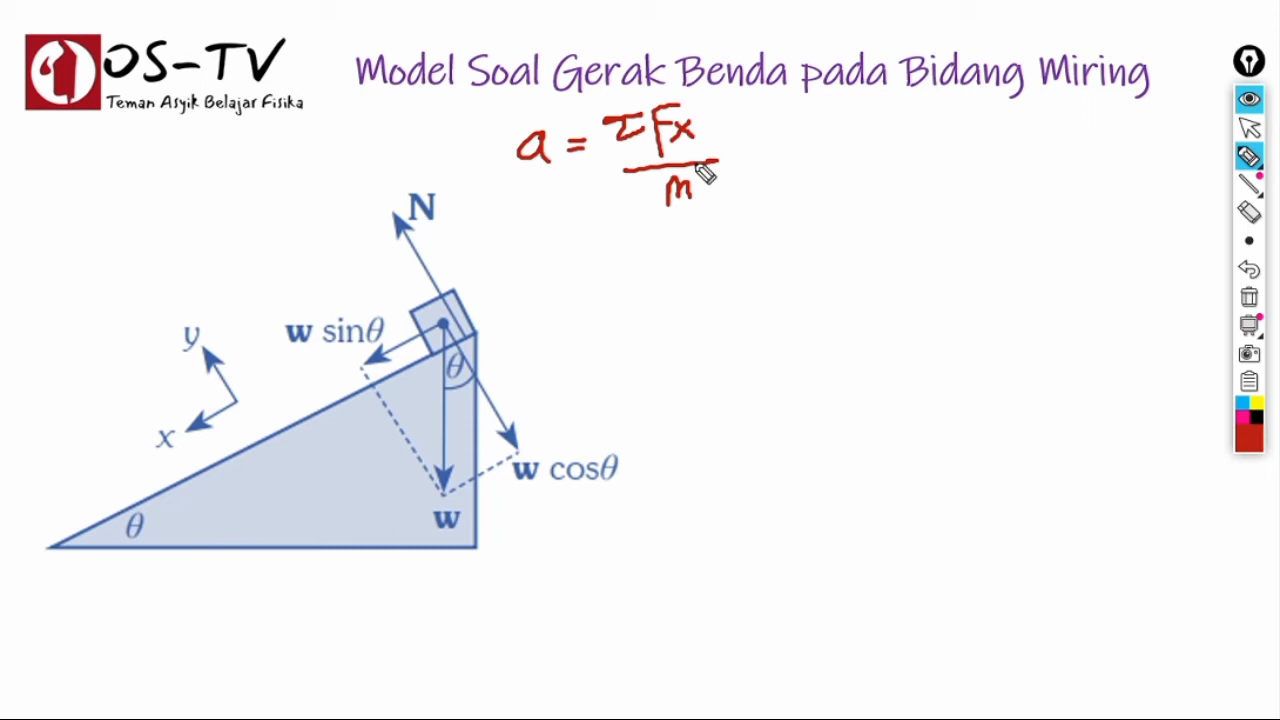 OS-TV
Teman Asyik Belajar Fisika
Model Soal Gerak Benda pada Bidang Miring
a = ΣFx
m
N
w sinθ
θ
y
x
w cosθ
w
θ